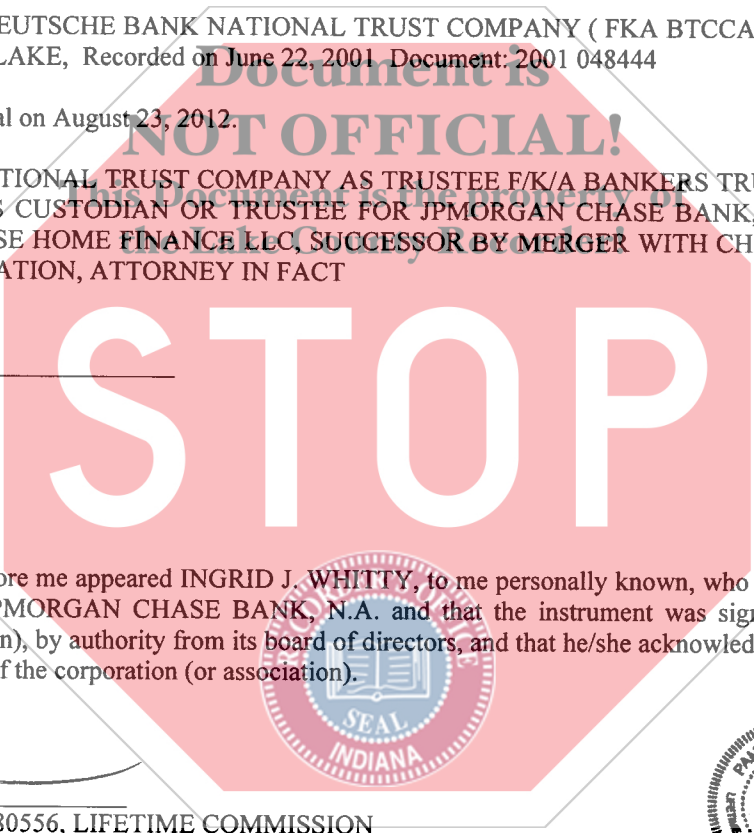 EUTSCHE BANK NATIONAL TRUST COMPANY ( FKA BTCCA
LAKE, Recorded on June 22, 2001 Document: 2001 048444
Document is
al on August 23, 2012.
NOT OFFICIAL!
TIONAL TRUST COMPANY AS TRUSTEE F/K/A BANKERS TRU
This Document is the property of
S CUSTODIAN OR TRUSTEE FOR JPMORGAN CHASE BANK,
the Lake County Recorder!
SE HOME FINANCE LLC, SUCCESSOR BY MERGER WITH CH
ATION, ATTORNEY IN FACT
STOP
ore me appeared INGRID J. WHITTY, to me personally known, who
PMORGAN CHASE BANK, N.A. and that the instrument was sign
n), by authority from its board of directors, and that he/she acknowled
f the corporation (or association).
RECORDER'S OFFICE
SEAL
INDIANA
80556, LIFETIME COMMISSION